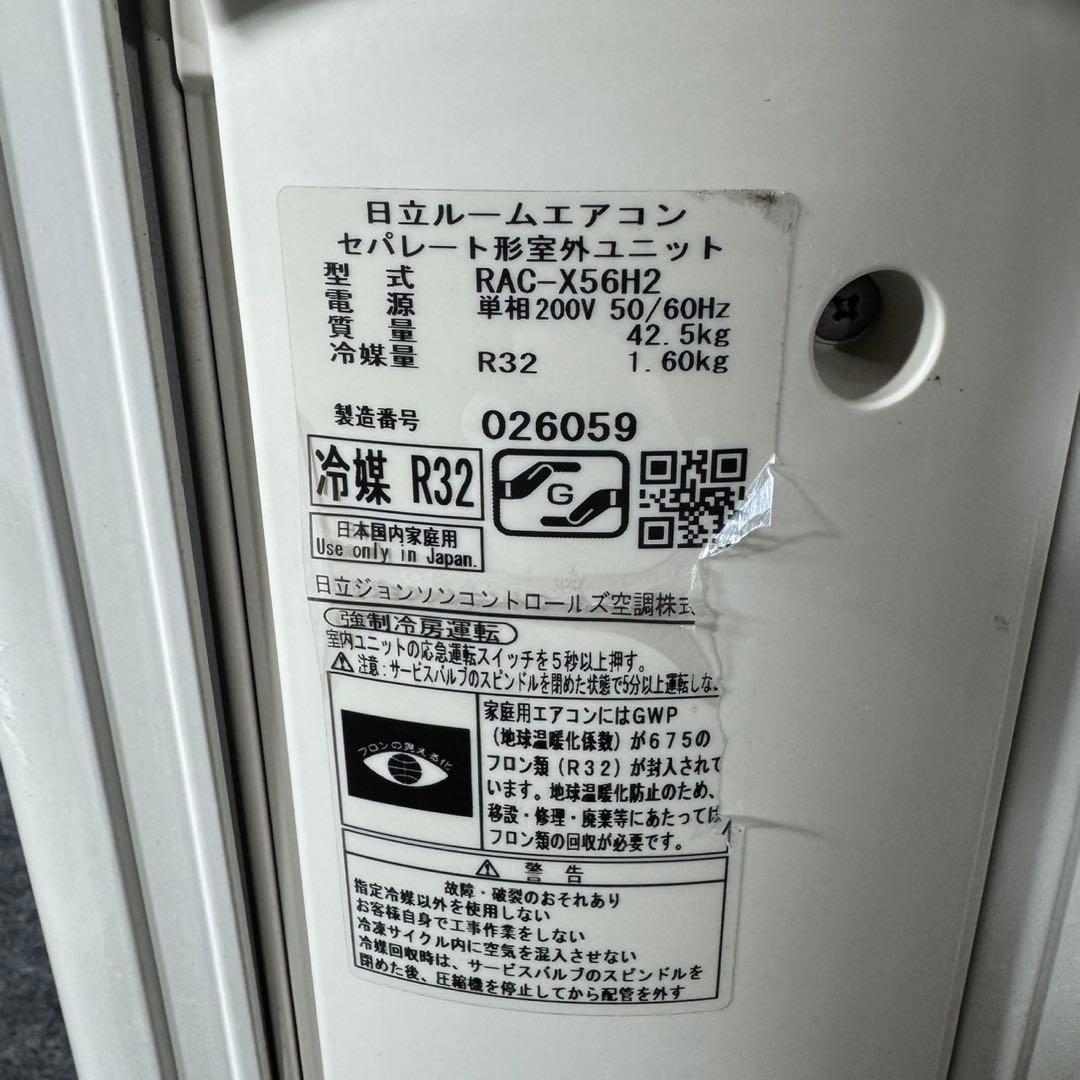 日立ルームエアコン
セパレート形室外ユニット
型式 RAC-X56H2
電源 単相200V 50/60Hz
質量 42.5kg
冷媒量 R32 1.60kg
製造番号 026059
冷媒 R32
G
日本国内家庭用
Use only in Japan.
日立ジョンソンコントロールズ空調株式
強制冷房運転
室内ユニットの応急運転スイッチを5秒以上押す。
⚠注意:サービスバルブのスピンドルを閉めた状態で5分以上運転しな
フロンの見える化
家庭用エアコンにはGWP
(地球温暖化係数)が675の
フロン類(R32)が封入されて
います。地球温暖化防止のため、
移設・修理・廃棄等にあたっては
フロン類の回収が必要です。
⚠ 警告
故障・破裂のおそれあり
指定冷媒以外を使用しない
お客様自身で工事作業をしない
冷凍サイクル内に空気を混入させない
冷媒回収時は、サービスバルブのスピンドルを
閉めた後、圧縮機を停止してから配管を外す